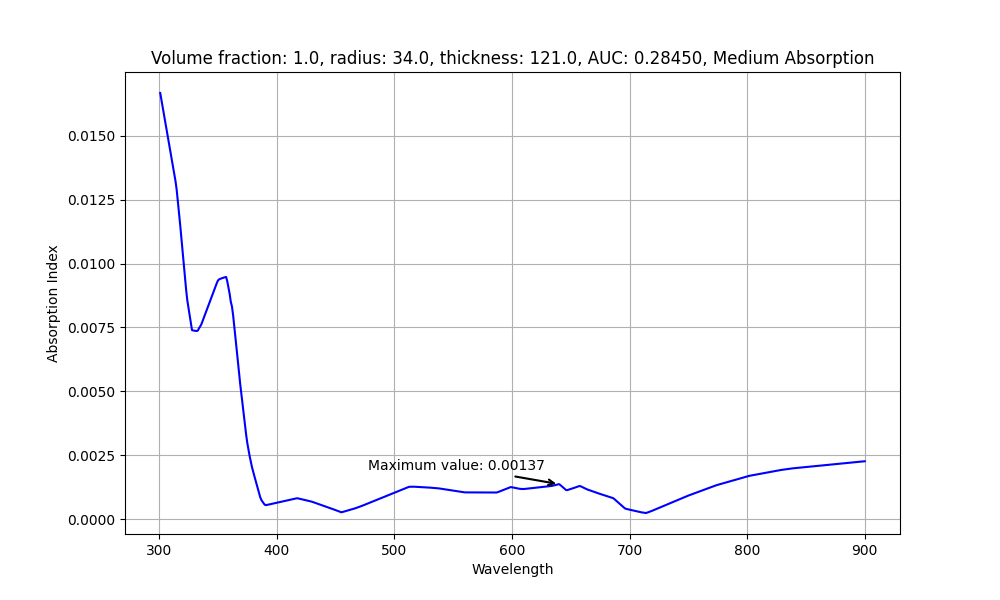 Volume fraction: 1.0, radius: 34.0, thickness: 121.0, AUC: 0.28450, Medium Absorption
0.0150
0.0125
0.0100
0.0075
0.0050
0.0025
0.0000
Absorption Index
Maximum value: 0.00137
300 400 500 600 700 800 900
Wavelength